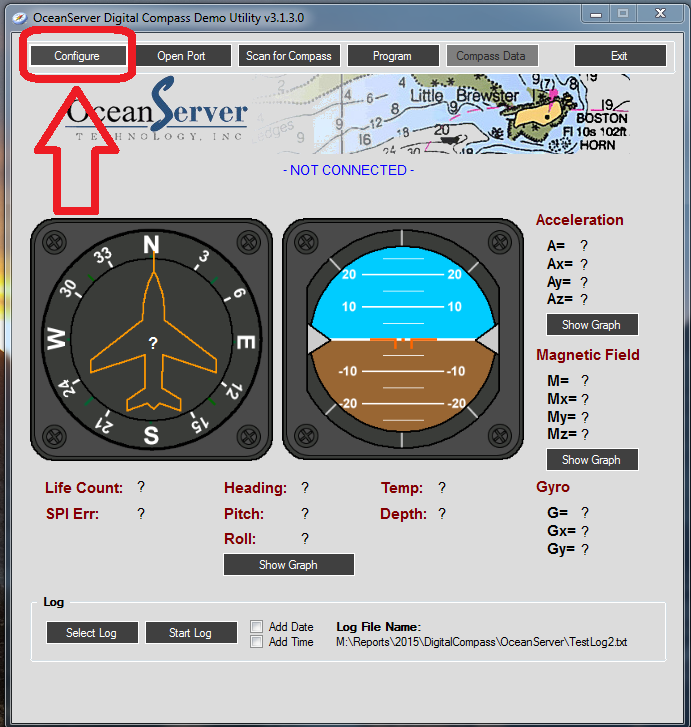 OceanServer Digital Compass Demo Utility v3.1.3.0
Configure Open Port Scan for Compass Program Compass Data Exit
OceanServer
TECHNOLOGY, INC
Little Brewster
edges
BOSTON
Fl 10s 102ft
HORN
- NOT CONNECTED -
N 3 6 E 12 15 S 21 24 W 30 33
?
20 20
10 10
-10 -10
-20 -20
Acceleration
A= ?
Ax= ?
Ay= ?
Az= ?
Show Graph
Magnetic Field
M= ?
Mx= ?
My= ?
Mz= ?
Show Graph
Gyro
G= ?
Gx= ?
Gy= ?
Life Count: ? Heading: ? Temp: ?
SPI Err: ? Pitch: ? Depth: ?
Roll: ?
Show Graph
Log
Select Log Start Log
Add Date
Add Time
Log File Name:
M:\Reports\2015\DigitalCompass\OceanServer\TestLog2.txt